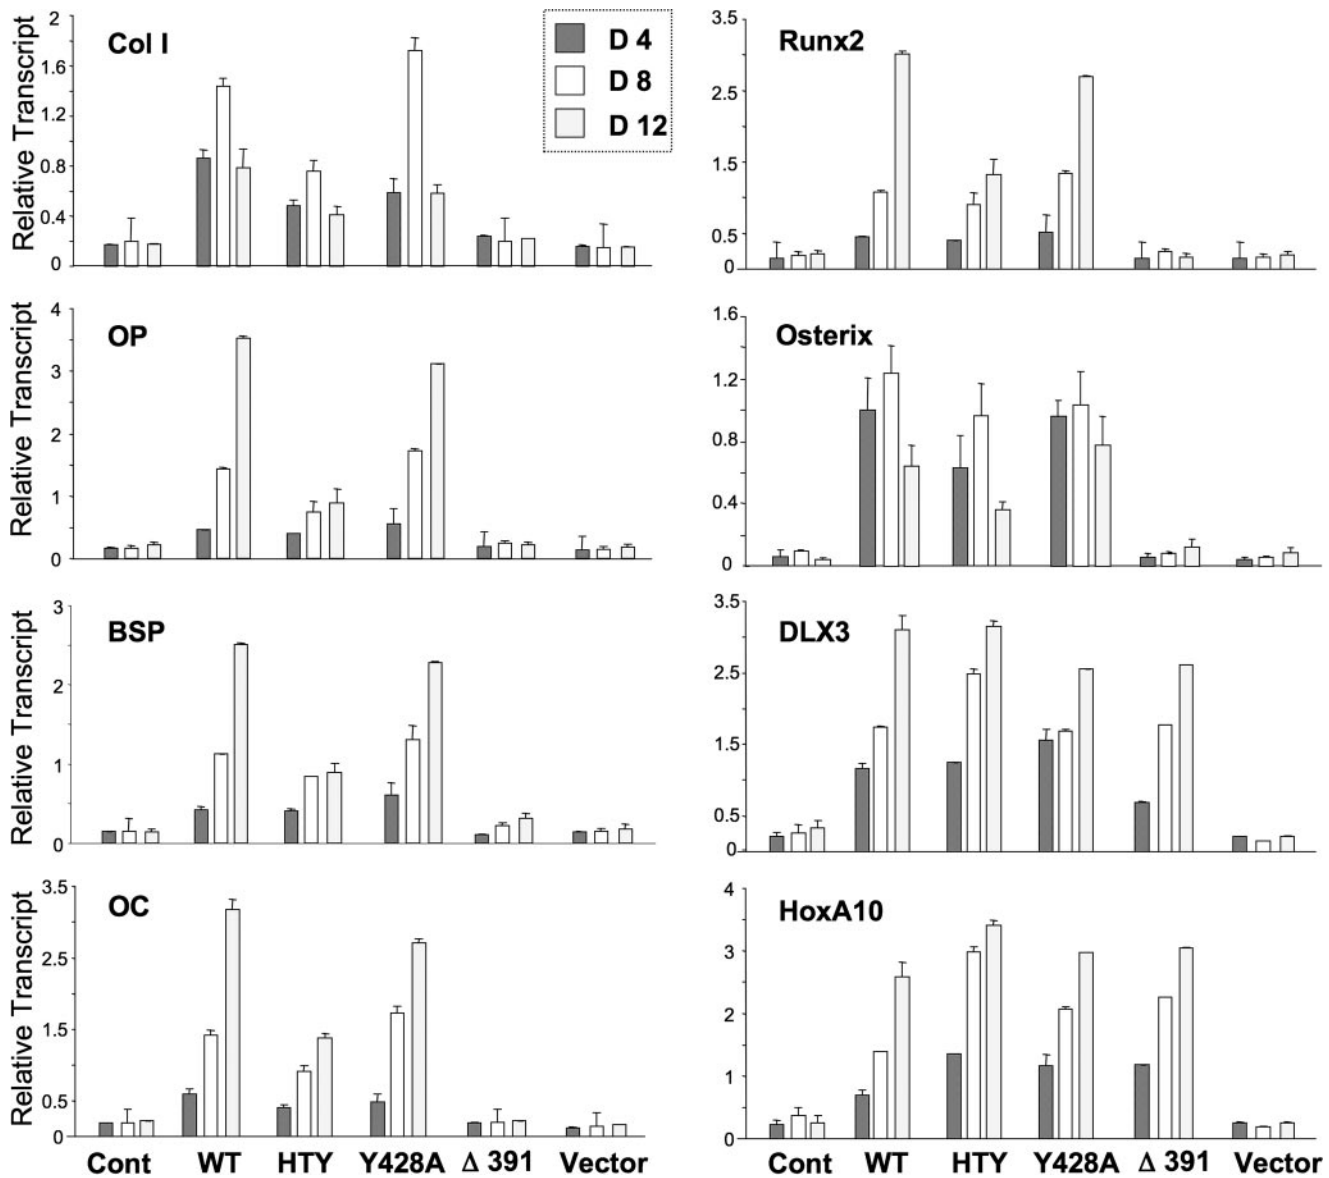 Col I
Relative Transcript
2
1.6
1.2
0.8
0.4
0
D 4
D 8
D 12
Runx2
3.5
2.5
1.5
0.5
0
OP
Relative Transcript
4
3
2
1
0
Osterix
1.6
1.2
0.8
0.4
0
BSP
Relative Transcript
3
2
1
0
DLX3
3.5
2.5
1.5
0.5
0
OC
Relative Transcript
3.5
2.5
1.5
0.5
0
Cont WT HTY Y428A Δ 391 Vector
HoxA10
4
3
2
1
0
Cont WT HTY Y428A Δ 391 Vector